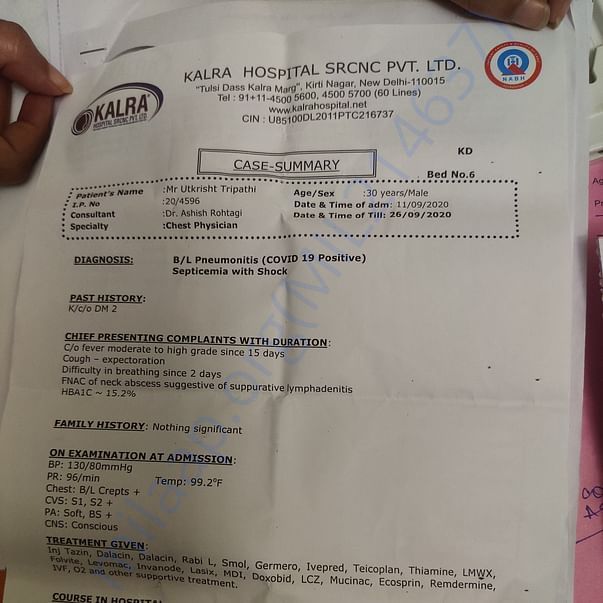 KALRA HOSPITAL SRCNC PVT. LTD.
"Tulsi Dass Kalra Marg", Kirti Nagar, New Delhi-110015
Tel : 91+11-4500 5600, 4500 5700 (60 Lines)
www.kalrahospital.net
CIN : U85100DL2011PTC216737
KALRA
HOSPITAL SRCNC PVT. LTD.
NABH
CASE-SUMMARY
KD
Bed No.6
Patient's Name :Mr Utkrisht Tripathi Age/Sex :30 years/Male
I.P. No :20/4596 Date & Time of adm: 11/09/2020
Consultant :Dr. Ashish Rohtagi Date & Time of Till: 26/09/2020
Specialty :Chest Physician
DIAGNOSIS: B/L Pneumonitis (COVID 19 Positive)
Septicemia with Shock
PAST HISTORY:
K/c/o DM 2
CHIEF PRESENTING COMPLAINTS WITH DURATION:
C/o fever moderate to high grade since 15 days
Cough – expectoration
Difficulty in breathing since 2 days
FNAC of neck abscess suggestive of suppurative lymphadenitis
HBA1C ~ 15.2%
FAMILY HISTORY: Nothing significant
ON EXAMINATION AT ADMISSION:
BP: 130/80mmHg
PR: 96/min Temp: 99.2°F
Chest: B/L Crepts +
CVS: S1, S2 +
PA: Soft, BS +
CNS: Conscious
TREATMENT GIVEN:
Inj Tazin, Dalacin, Dalacin, Rabi L, Smol, Germero, Ivepred, Teicoplan, Thiamine, LMWX,
Folvite, Levomac, Invanode, Lasix, MDI, Doxobid, LCZ, Mucinac, Ecosprin, Remdermine,
IVF, O2 and other supportive treatment.
COURSE IN HOSPITAL